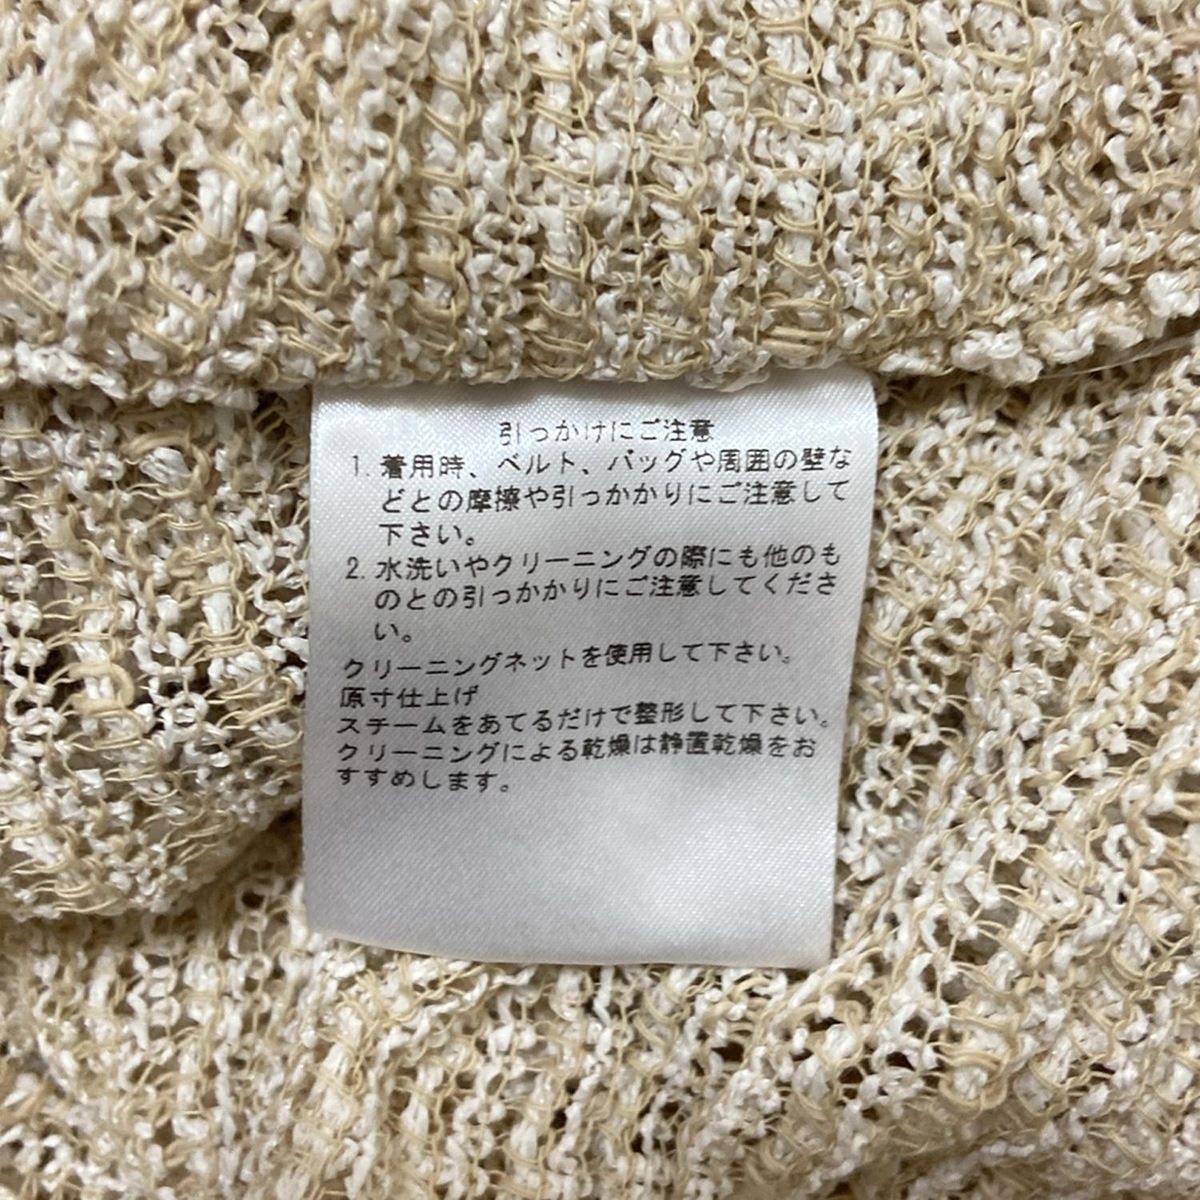 引っかけにご注意
1. 着用時、ベルト、バッグや周囲の壁な
どとの摩擦や引っかかりにご注意して
下さい。
2. 水洗いやクリーニングの際にも他のも
のとの引っかかりにご注意してくださ
い。
クリーニングネットを使用して下さい。
原寸仕上げ
スチームをあてるだけで整形して下さい。
クリーニングによる乾燥は静置乾燥をお
すすめします。